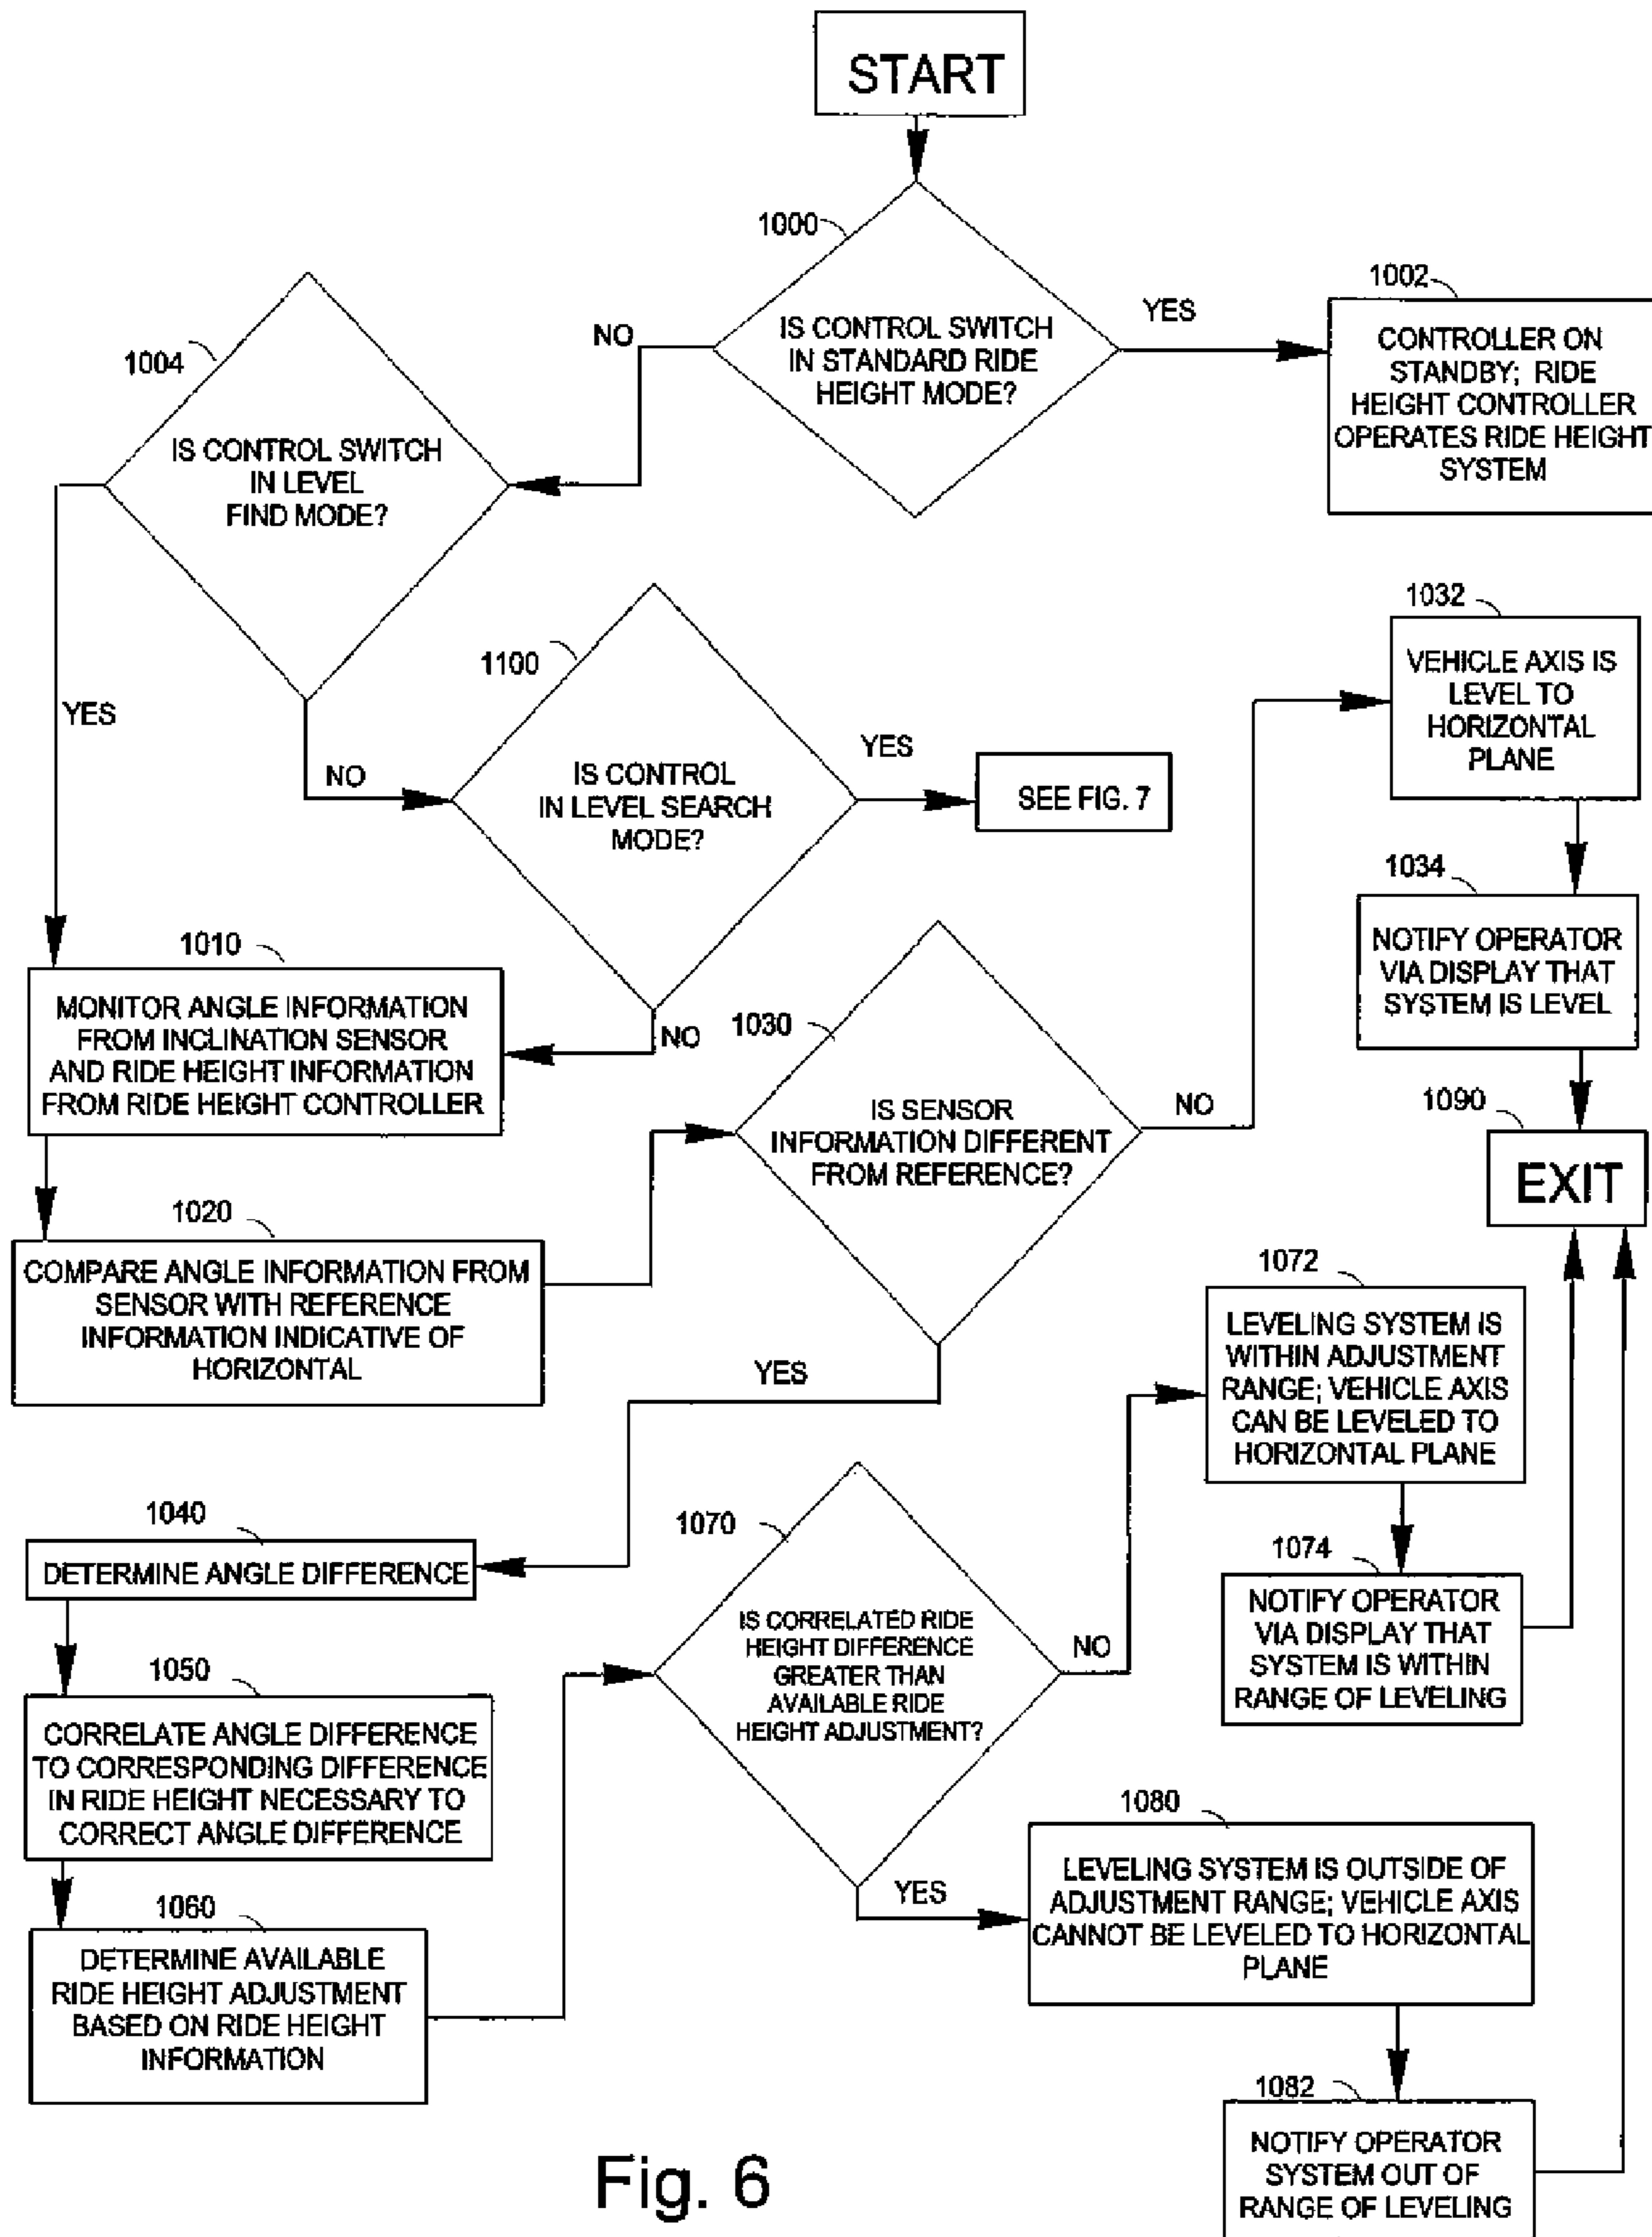 START
1000
IS CONTROL SWITCH
IN STANDARD RIDE
HEIGHT MODE?
YES
1002
CONTROLLER ON
STANDBY; RIDE
HEIGHT CONTROLLER
OPERATES RIDE HEIGHT
SYSTEM
NO
1004
IS CONTROL SWITCH
IN LEVEL
FIND MODE?
YES
NO
1100
IS CONTROL
IN LEVEL SEARCH
MODE?
YES
SEE FIG. 7
NO
1010
MONITOR ANGLE INFORMATION
FROM INCLINATION SENSOR
AND RIDE HEIGHT INFORMATION
FROM RIDE HEIGHT CONTROLLER
1020
COMPARE ANGLE INFORMATION FROM
SENSOR WITH REFERENCE
INFORMATION INDICATIVE OF
HORIZONTAL
1030
IS SENSOR
INFORMATION DIFFERENT
FROM REFERENCE?
NO
1032
VEHICLE AXIS IS
LEVEL TO
HORIZONTAL
PLANE
1034
NOTIFY OPERATOR
VIA DISPLAY THAT
SYSTEM IS LEVEL
1090
EXIT
YES
1040
DETERMINE ANGLE DIFFERENCE
1050
CORRELATE ANGLE DIFFERENCE
TO CORRESPONDING DIFFERENCE
IN RIDE HEIGHT NECESSARY TO
CORRECT ANGLE DIFFERENCE
1060
DETERMINE AVAILABLE
RIDE HEIGHT ADJUSTMENT
BASED ON RIDE HEIGHT
INFORMATION
1070
IS CORRELATED RIDE
HEIGHT DIFFERENCE
GREATER THAN
AVAILABLE RIDE
HEIGHT ADJUSTMENT?
NO
1072
LEVELING SYSTEM IS
WITHIN ADJUSTMENT
RANGE; VEHICLE AXIS
CAN BE LEVELED TO
HORIZONTAL PLANE
1074
NOTIFY OPERATOR
VIA DISPLAY THAT
SYSTEM IS WITHIN
RANGE OF LEVELING
YES
1080
LEVELING SYSTEM IS OUTSIDE OF
ADJUSTMENT RANGE; VEHICLE AXIS
CANNOT BE LEVELED TO HORIZONTAL
PLANE
1082
NOTIFY OPERATOR
SYSTEM OUT OF
RANGE OF LEVELING
Fig. 6